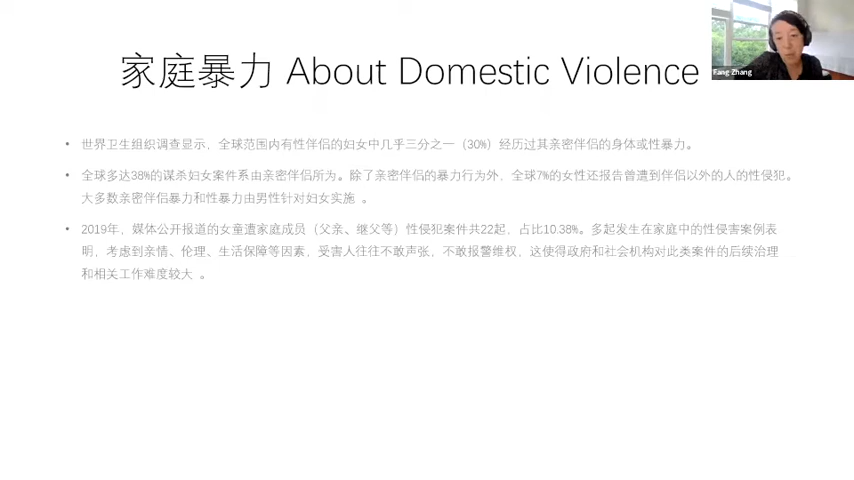 家庭暴力 About Domestic Violence
Fang Zhang
• 世界卫生组织调查显示，全球范围内有性伴侣的妇女中几乎三分之一（30%）经历过其亲密伴侣的身体或性暴力。
• 全球多达38%的谋杀妇女案件系由亲密伴侣所为。除了亲密伴侣的暴力行为外，全球7%的女性还报告曾遭到伴侣以外的人的性侵犯。
大多数亲密伴侣暴力和性暴力由男性针对妇女实施 。
• 2019年，媒体公开报道的女童遭家庭成员（父亲、继父等）性侵犯案件共22起，占比10.38%。多起发生在家庭中的性侵害案例表
明，考虑到亲情、伦理、生活保障等因素，受害人往往不敢声张，不敢报警维权，这使得政府和社会机构对此类案件的后续治理
和相关工作难度较大 。